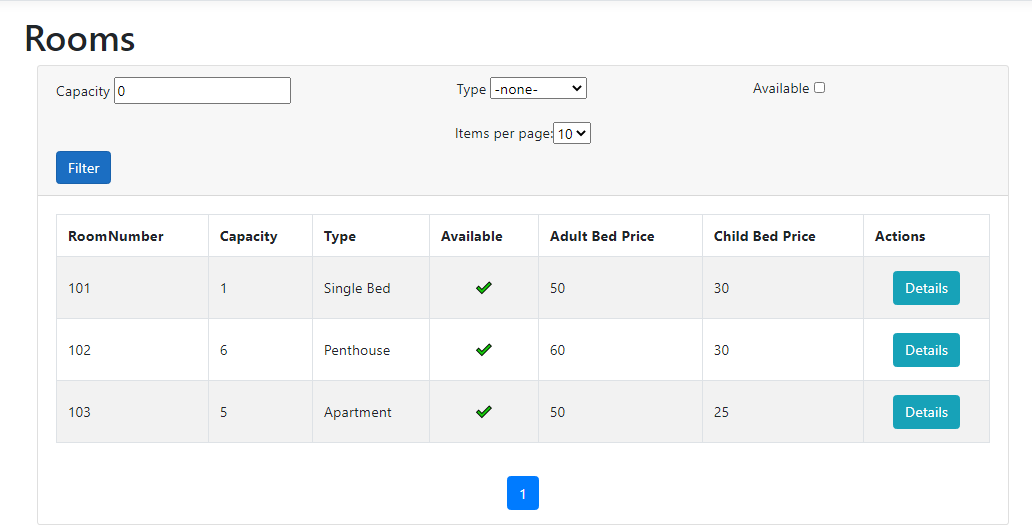 Rooms
Capacity 0 Type -none- Available
Items per page: 10
Filter
RoomNumber Capacity Type Available Adult Bed Price Child Bed Price Actions
101 1 Single Bed 50 30 Details
102 6 Penthouse 60 30 Details
103 5 Apartment 50 25 Details
1